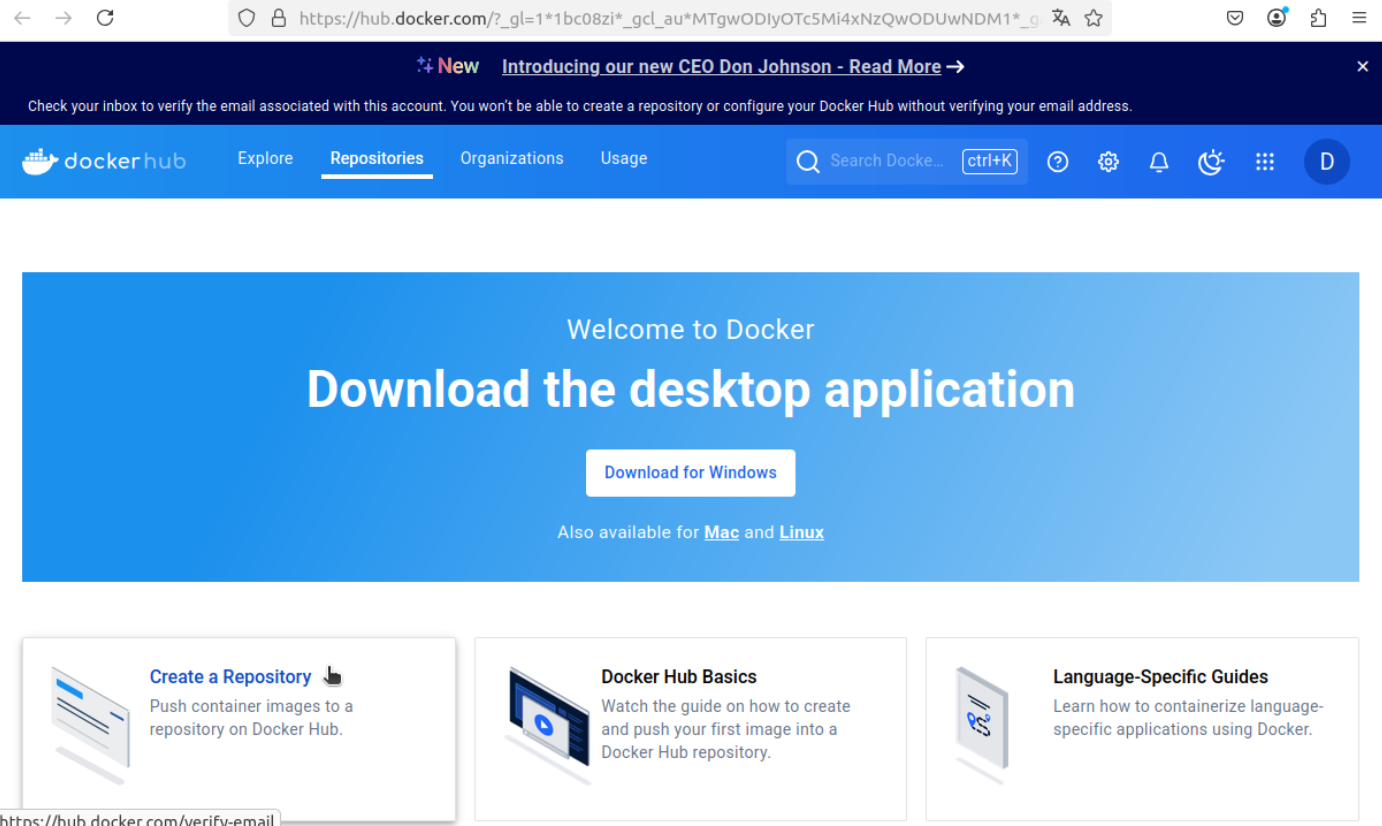 https://hub.docker.com/?_gl=1*1bc08zi*_gcl_au*MTgwODIyOTc5Mi4xNzQwODUwNDM1*_g
New Introducing our new CEO Don Johnson - Read More →
Check your inbox to verify the email associated with this account. You won't be able to create a repository or configure your Docker Hub without verifying your email address.
dockerhub Explore Repositories Organizations Usage Search Docke... ctrl+K D
Welcome to Docker
Download the desktop application
Download for Windows
Also available for Mac and Linux
Create a Repository
Push container images to a
repository on Docker Hub.
Docker Hub Basics
Watch the guide on how to create
and push your first image into a
Docker Hub repository.
Language-Specific Guides
Learn how to containerize language-
specific applications using Docker.
https://hub.docker.com/verify-email